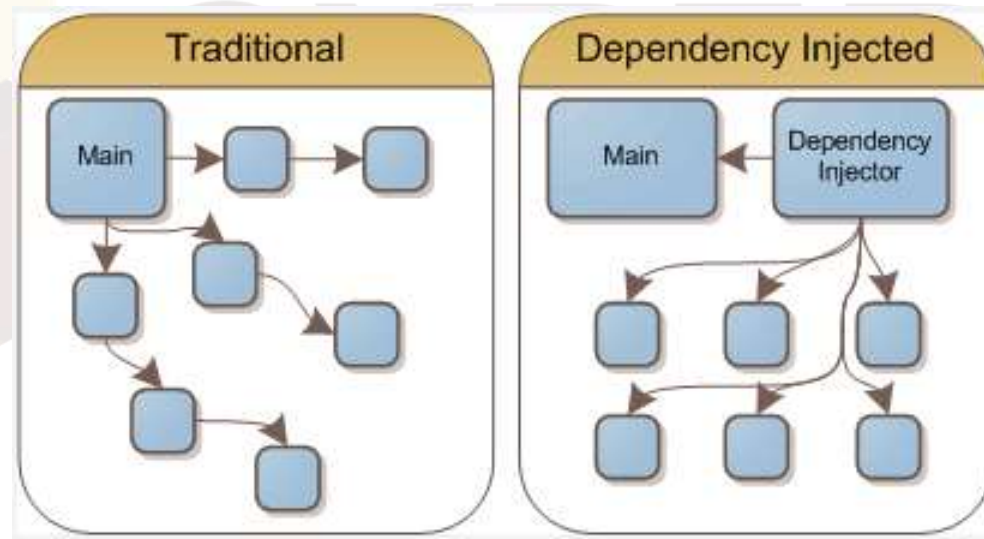 Traditional
Main
Dependency Injected
Main
Dependency
Injector